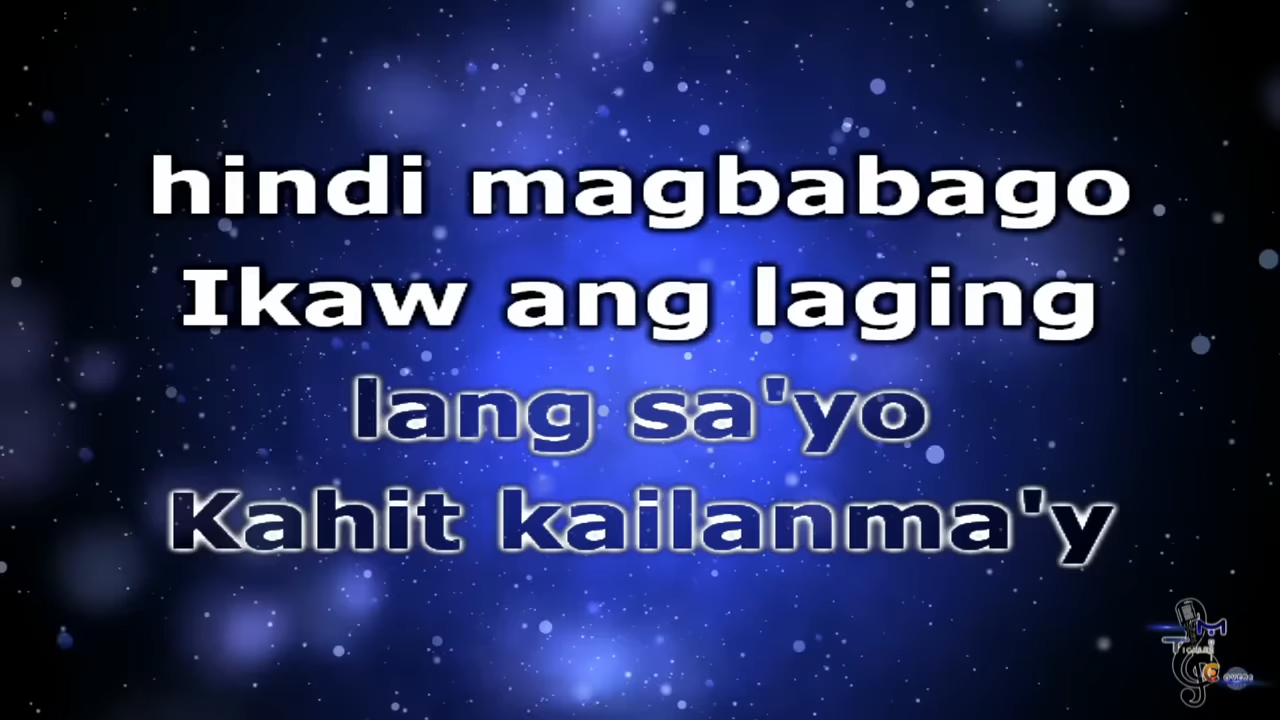 hindi magbabago
Ikaw ang laging
lang sa'yo
Kahit kailanma'y